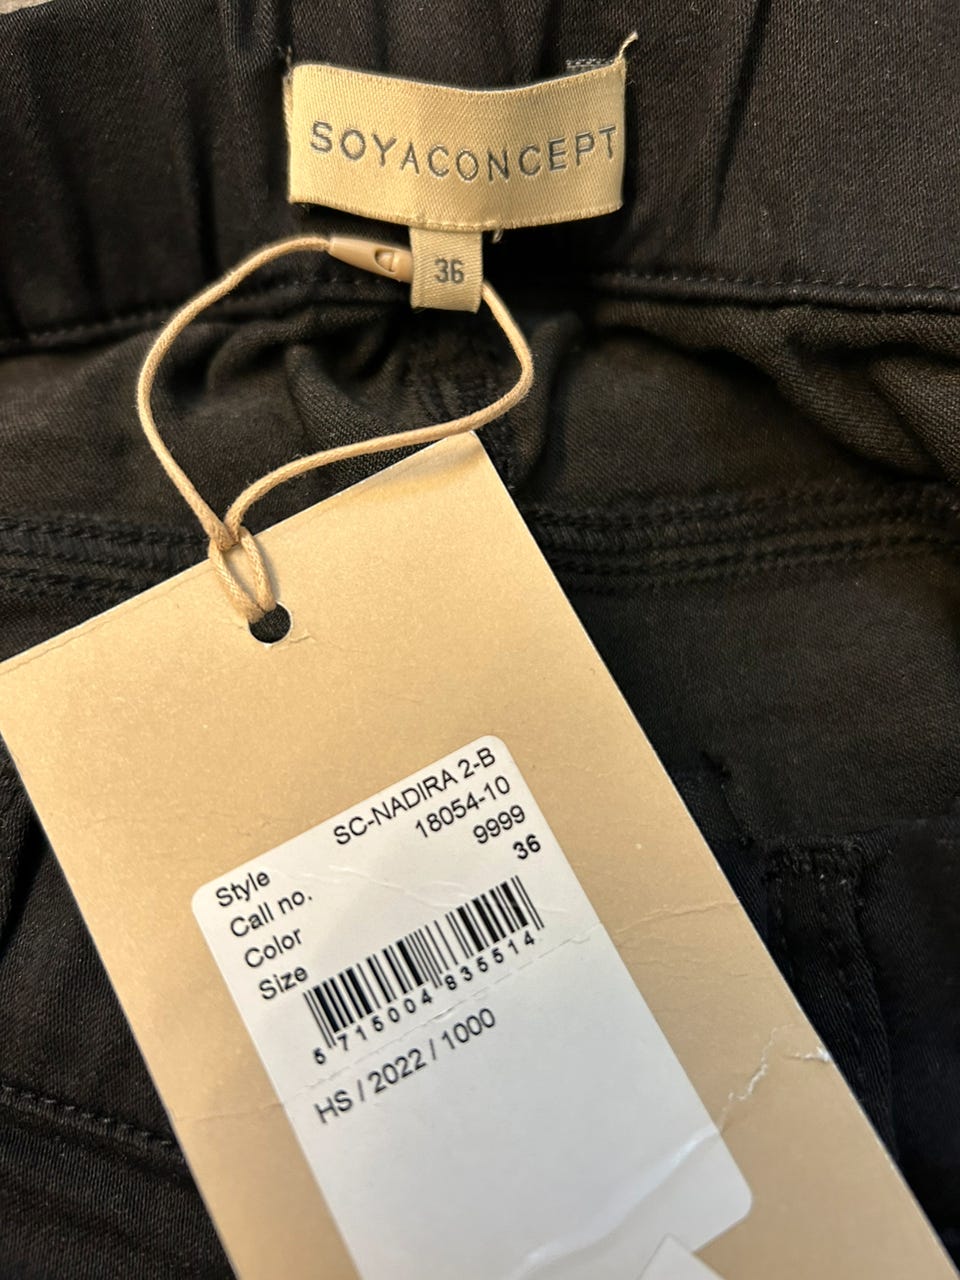 SOYACONCEPT
36
Style SC-NADIRA 2-B
Call no. 18054-10
Color 9999
Size 36
5 715004 835514
HS / 2022 / 1000